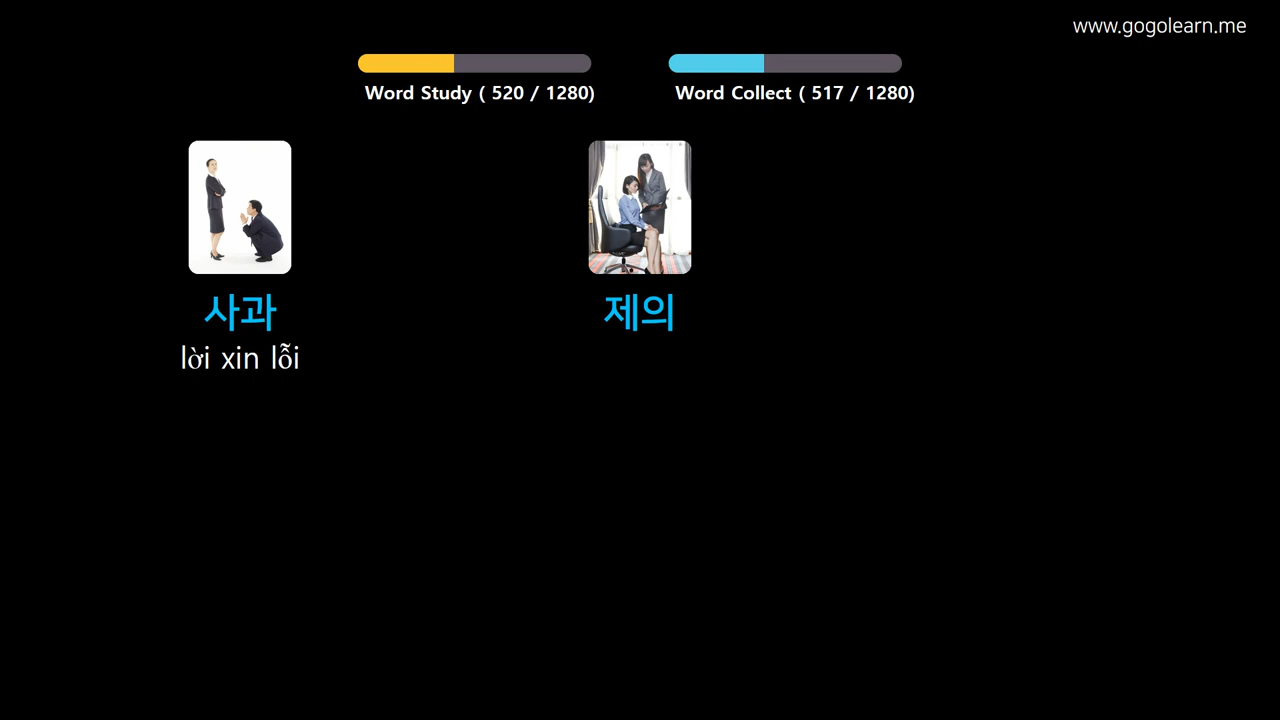 www.gogolearn.me
Word Study ( 520 / 1280)
Word Collect ( 517 / 1280)
사과
제의
lời xin lỗi